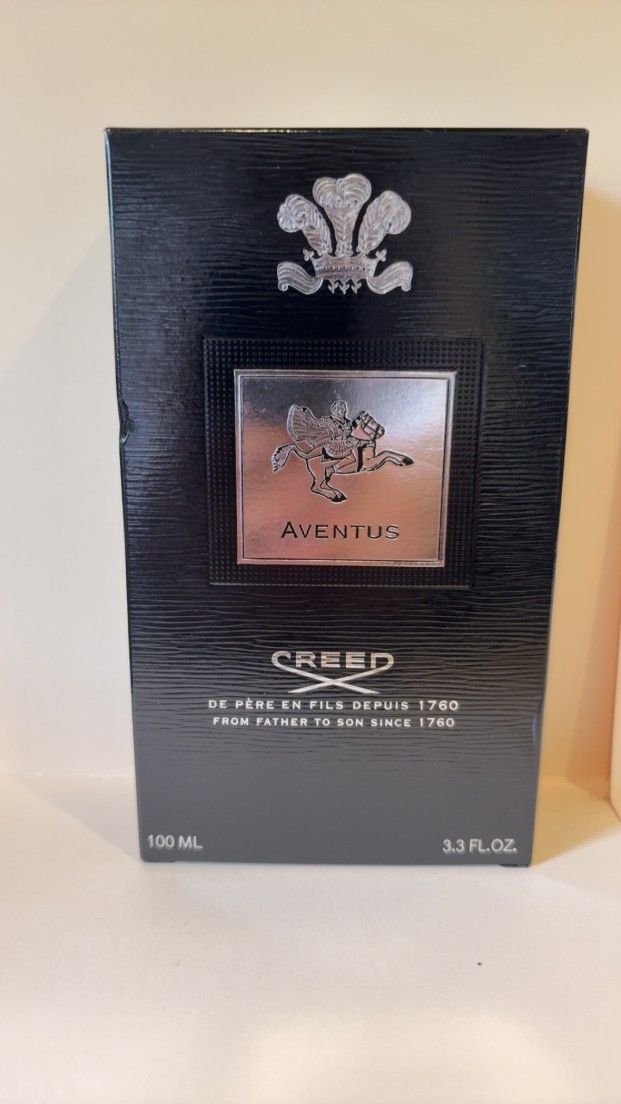 AVENTUS
CREED
DE PÈRE EN FILS DEPUIS 1760
FROM FATHER TO SON SINCE 1760
100 ML
3.3 FL.OZ.